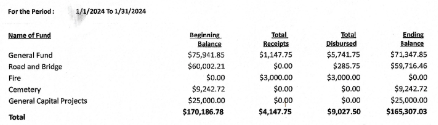 For the Period: 1/1/2024 To 1/31/2024
Name of Fund Beginning Balance Total Receipts Total Disbursed Ending Balance
General Fund $75,941.85 $1,147.75 $5,741.75 $71,347.85
Road and Bridge $60,002.21 $0.00 $285.75 $59,716.46
Fire $0.00 $3,000.00 $3,000.00 $0.00
Cemetery $9,242.72 $0.00 $0.00 $9,242.72
General Capital Projects $25,000.00 $0.00 $0.00 $25,000.00
Total $170,186.78 $4,147.75 $9,027.50 $165,307.03